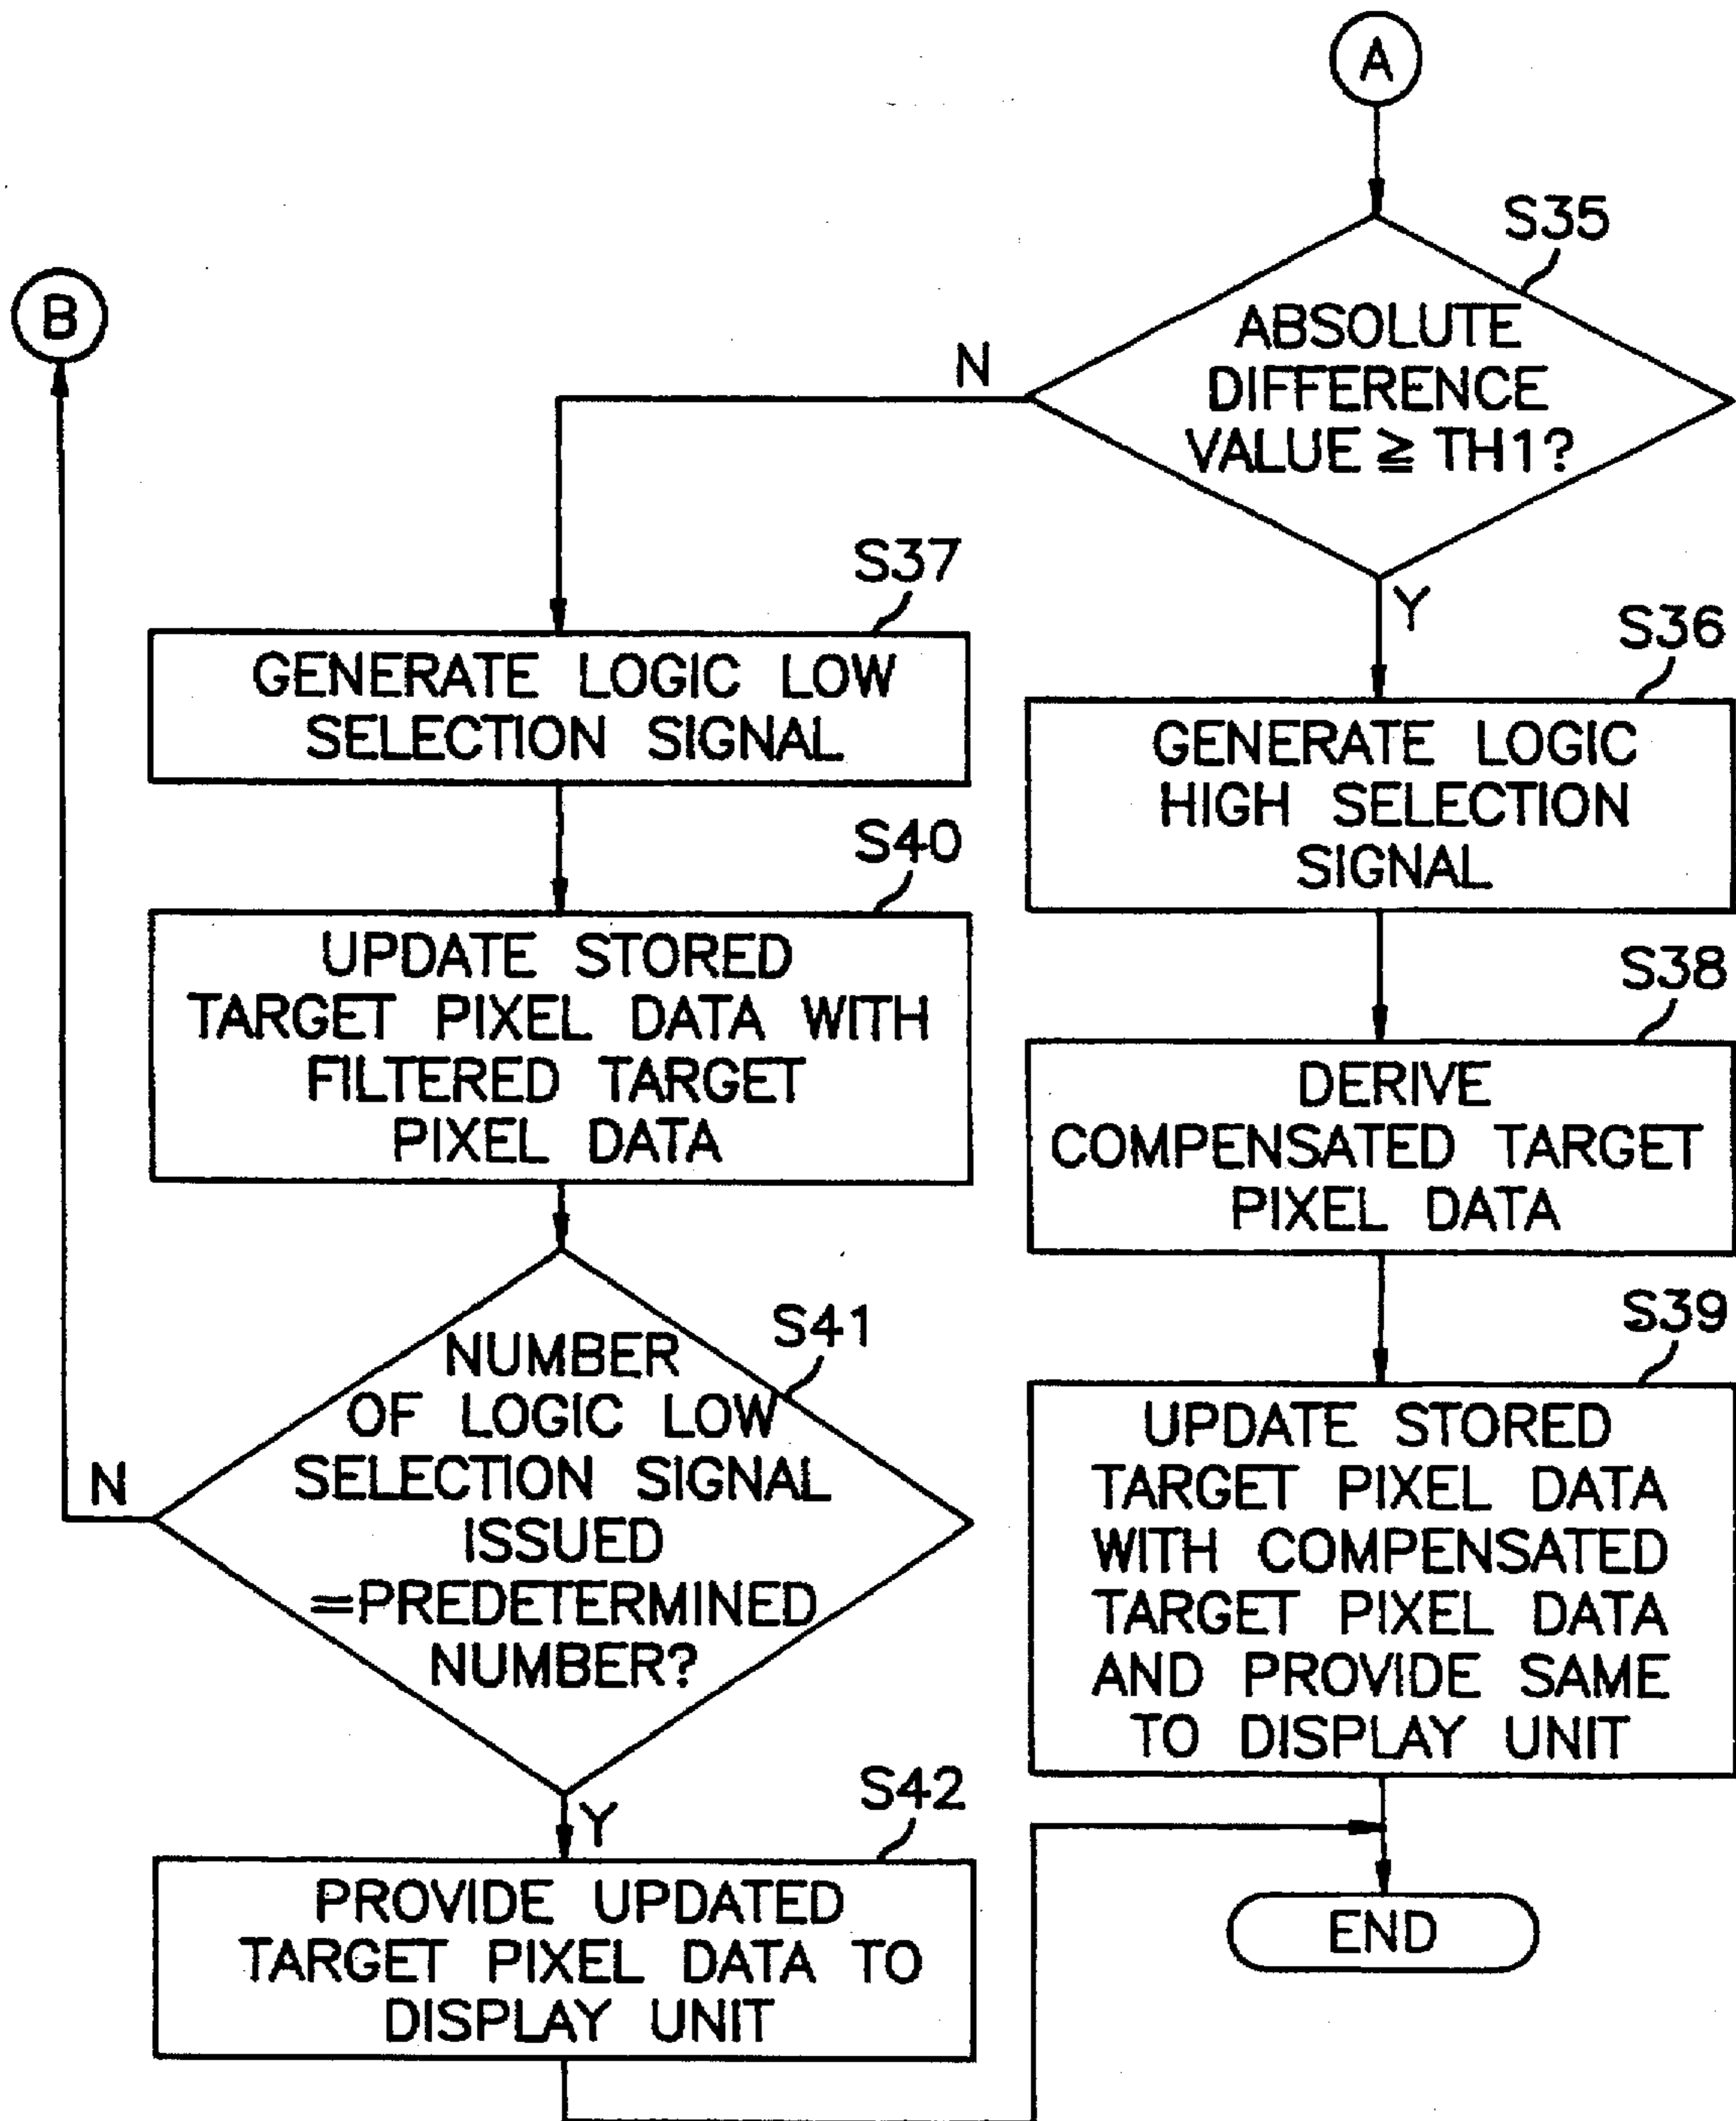 A
S35
ABSOLUTE
DIFFERENCE
VALUE ≧ TH1?
N
Y
B
S37
GENERATE LOGIC LOW
SELECTION SIGNAL
S36
GENERATE LOGIC
HIGH SELECTION
SIGNAL
S40
UPDATE STORED
TARGET PIXEL DATA WITH
FILTERED TARGET
PIXEL DATA
S38
DERIVE
COMPENSATED TARGET
PIXEL DATA
S41
NUMBER
OF LOGIC LOW
SELECTION SIGNAL
ISSUED
=PREDETERMINED
NUMBER?
N
Y
S39
UPDATE STORED
TARGET PIXEL DATA
WITH COMPENSATED
TARGET PIXEL DATA
AND PROVIDE SAME
TO DISPLAY UNIT
S42
PROVIDE UPDATED
TARGET PIXEL DATA TO
DISPLAY UNIT
END